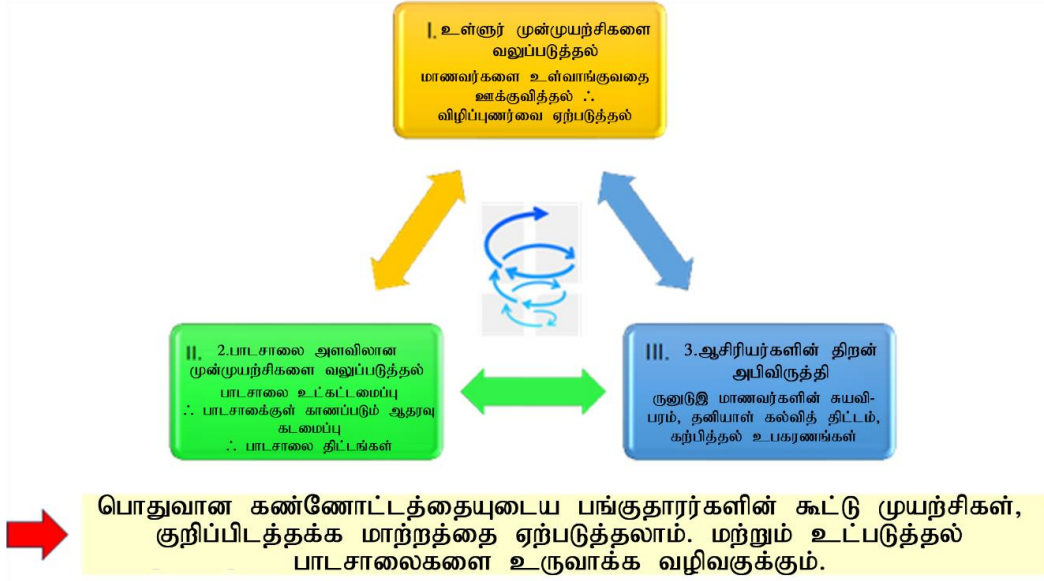 I. உள்ளுர் முன்முயற்சிகளை
வலுப்படுத்தல்
மாணவர்களை உள்வாங்குவதை
ஊக்குவித்தல் ∴
விழிப்புணர்வை ஏற்படுத்தல்
II. 2.பாடசாலை அளவிலான
முன்முயற்சிகளை வலுப்படுத்தல்
பாடசாலை உட்கட்டமைப்பு
∴ பாடசாக்குள் காணப்படும் ஆதரவு
கடமைப்பு
∴ பாடசாலை திட்டங்கள்
III. 3.ஆசிரியர்களின் திறன்
அபிவிருத்தி
ருனுடுஇ மாணவர்களின் சுயவி-
பரம், தனியாள் கல்வித் திட்டம்,
கற்பித்தல் உபகரணங்கள்
பொதுவான கண்ணோட்டத்தையுடைய பங்குதாரர்களின் கூட்டு முயற்சிகள்,
குறிப்பிடத்தக்க மாற்றத்தை ஏற்படுத்தலாம். மற்றும் உட்படுத்தல்
பாடசாலைகளை உருவாக்க வழிவகுக்கும்.